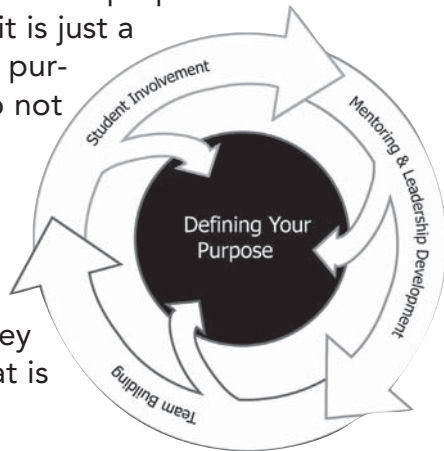 it is just a
pur-
not
Student Involvement
Mentoring & Leadership Development
Defining Your
Purpose
ey
at is
Team Building